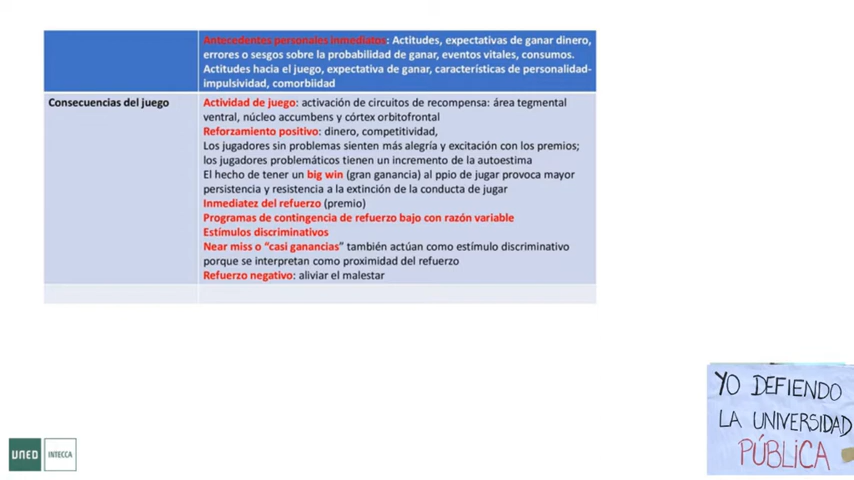 Antecedentes personales inmediatos: Actitudes, expectativas de ganar dinero,
errores o sesgos sobre la probabilidad de ganar, eventos vitales, consumos.
Actitudes hacia el juego, expectativa de ganar, características de personalidad-
impulsividad, comorbiidad
Consecuencias del juego
Actividad de juego: activación de circuitos de recompensa: área tegmental
ventral, núcleo accumbens y córtex orbitofrontal
Reforzamiento positivo: dinero, competitividad,
Los jugadores sin problemas sienten más alegría y excitación con los premios;
los jugadores problemáticos tienen un incremento de la autoestima
El hecho de tener un big win (gran ganancia) al ppio de jugar provoca mayor
persistencia y resistencia a la extinción de la conducta de jugar
Inmediatez del refuerzo (premio)
Programas de contingencia de refuerzo bajo con razón variable
Estímulos discriminativos
Near miss o “casi ganancias” también actúan como estímulo discriminativo
porque se interpretan como proximidad del refuerzo
Refuerzo negativo: aliviar el malestar
YO DEFIENDO
LA UNIVERSIDAD
PÚBLICA
UNED INTECCA